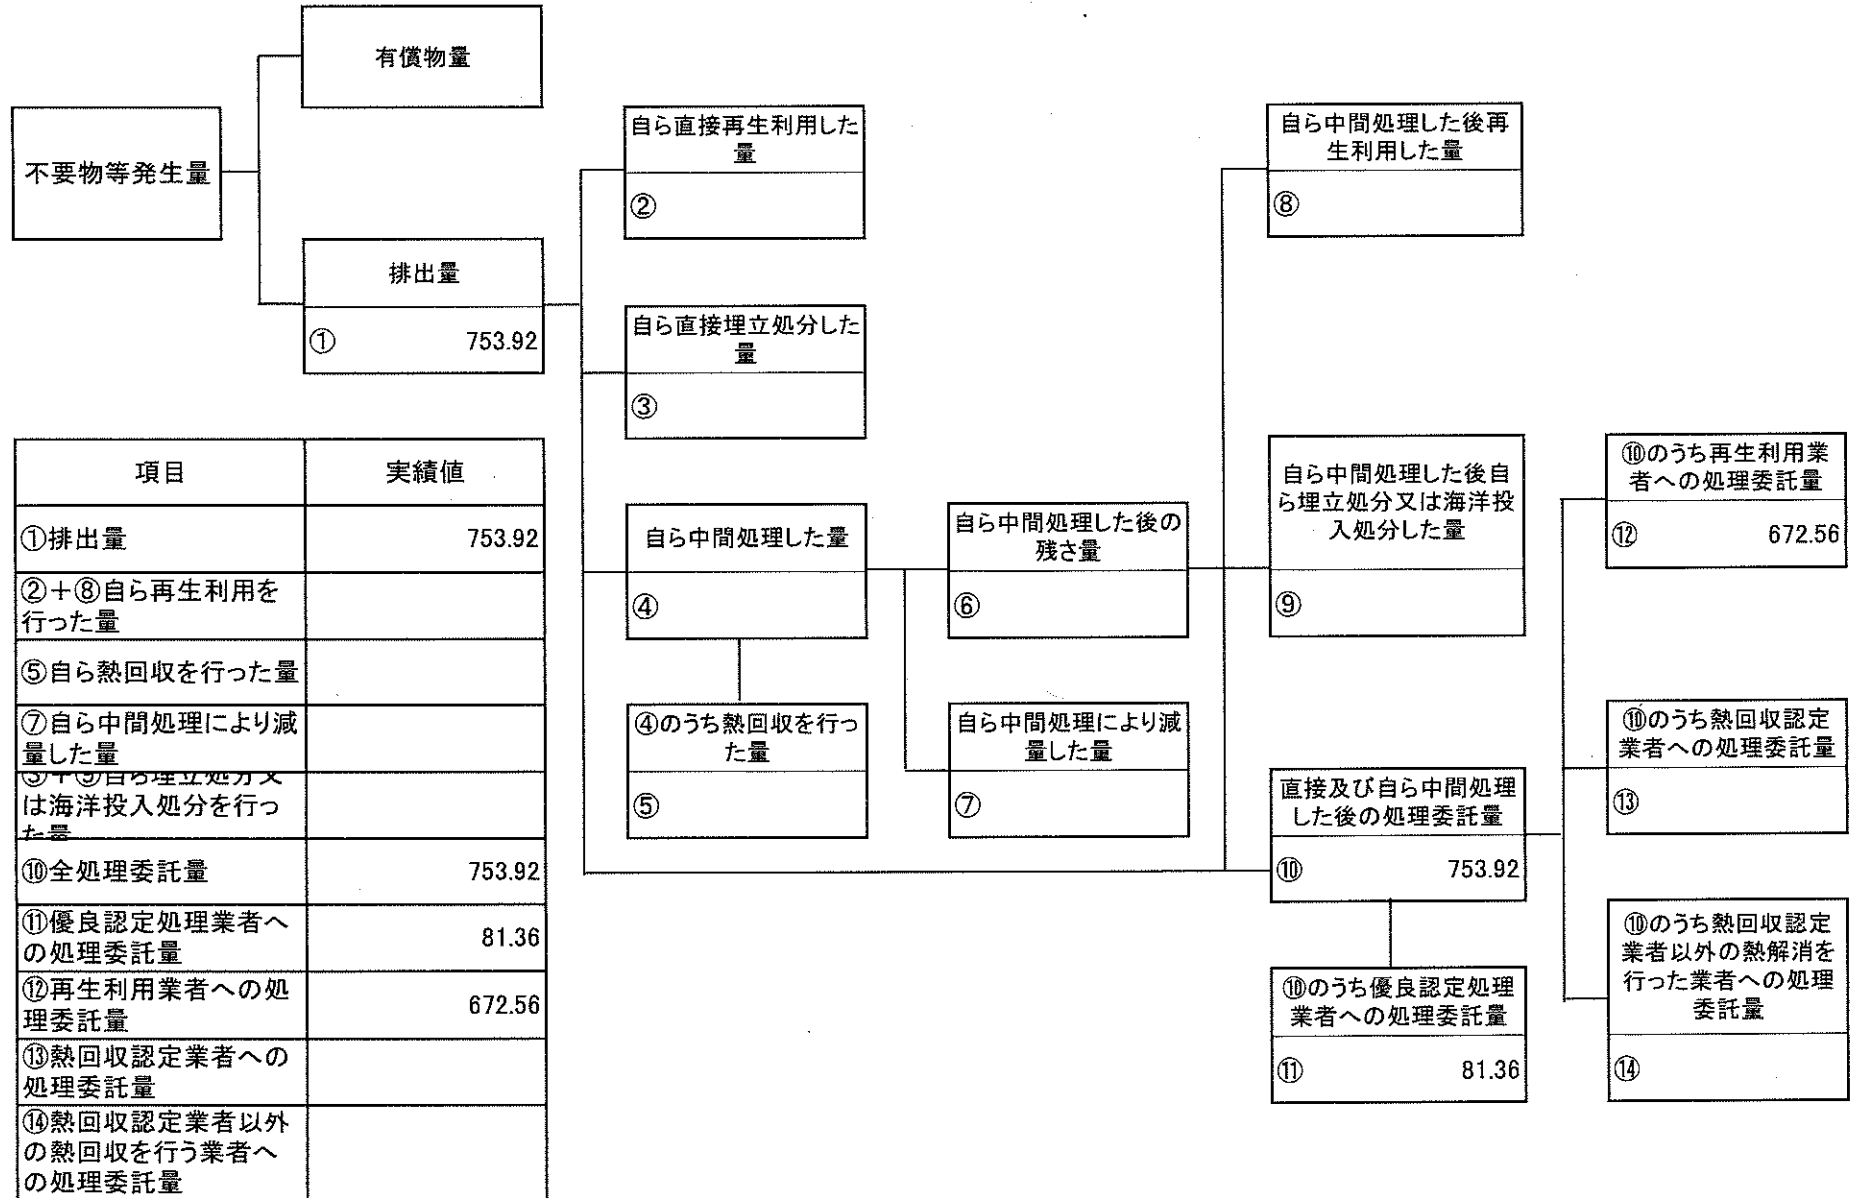 有償物量
不要物等発生量
排出量
① 753.92
自ら直接再生利用した
量
②
自ら直接埋立処分した
量
③
自ら中間処理した量
④
④のうち熱回収を行っ
た量
⑤
自ら中間処理した後の
残さ量
⑥
自ら中間処理により減
量した量
⑦
自ら中間処理した後再
生利用した量
⑧
自ら中間処理した後自
ら埋立処分又は海洋投
入処分した量
⑨
直接及び自ら中間処理
した後の処理委託量
⑩ 753.92
⑩のうち優良認定処理
業者への処理委託量
⑪ 81.36
⑩のうち再生利用業
者への処理委託量
⑫ 672.56
⑩のうち熱回収認定
業者への処理委託量
⑬
⑩のうち熱回収認定
業者以外の熱解消を
行った業者への処理
委託量
⑭
項目 実績値
①排出量 753.92
②+⑧自ら再生利用を
行った量
⑤自ら熱回収を行った量
⑦自ら中間処理により減
量した量
③+⑨自ら埋立処分又
は海洋投入処分を行っ
た量
⑩全処理委託量 753.92
⑪優良認定処理業者へ
の処理委託量 81.36
⑫再生利用業者への処
理委託量 672.56
⑬熱回収認定業者への
処理委託量
⑭熱回収認定業者以外
の熱回収を行う業者へ
の処理委託量